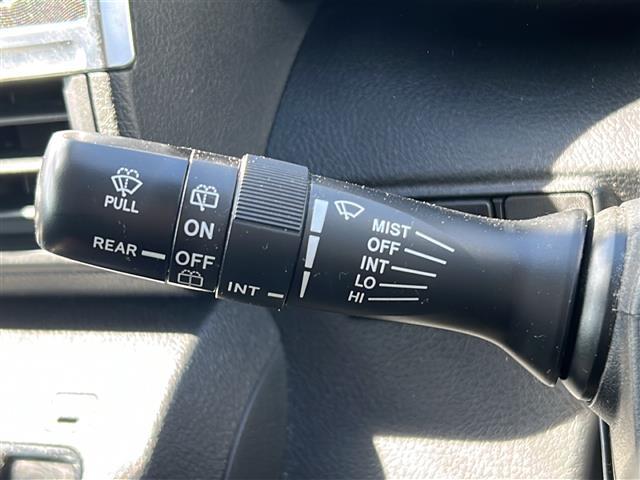 PULL
REAR
ON
OFF
INT
MIST
OFF
INT
LO
HI